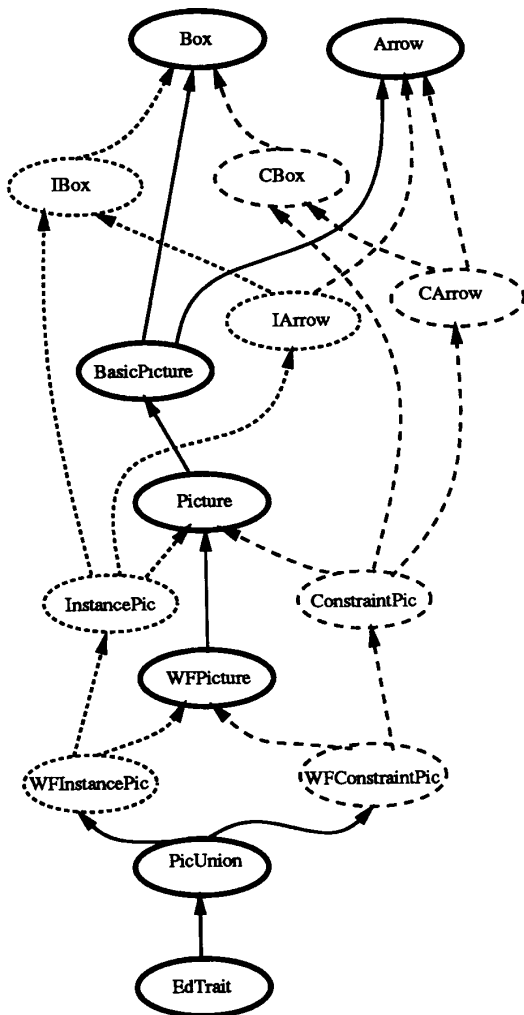 Box
Arrow
IBox
CBox
CArrow
IArrow
BasicPicture
Picture
InstancePic
ConstraintPic
WFPicture
WFInstancePic
WFConstraintPic
PicUnion
EdTrait